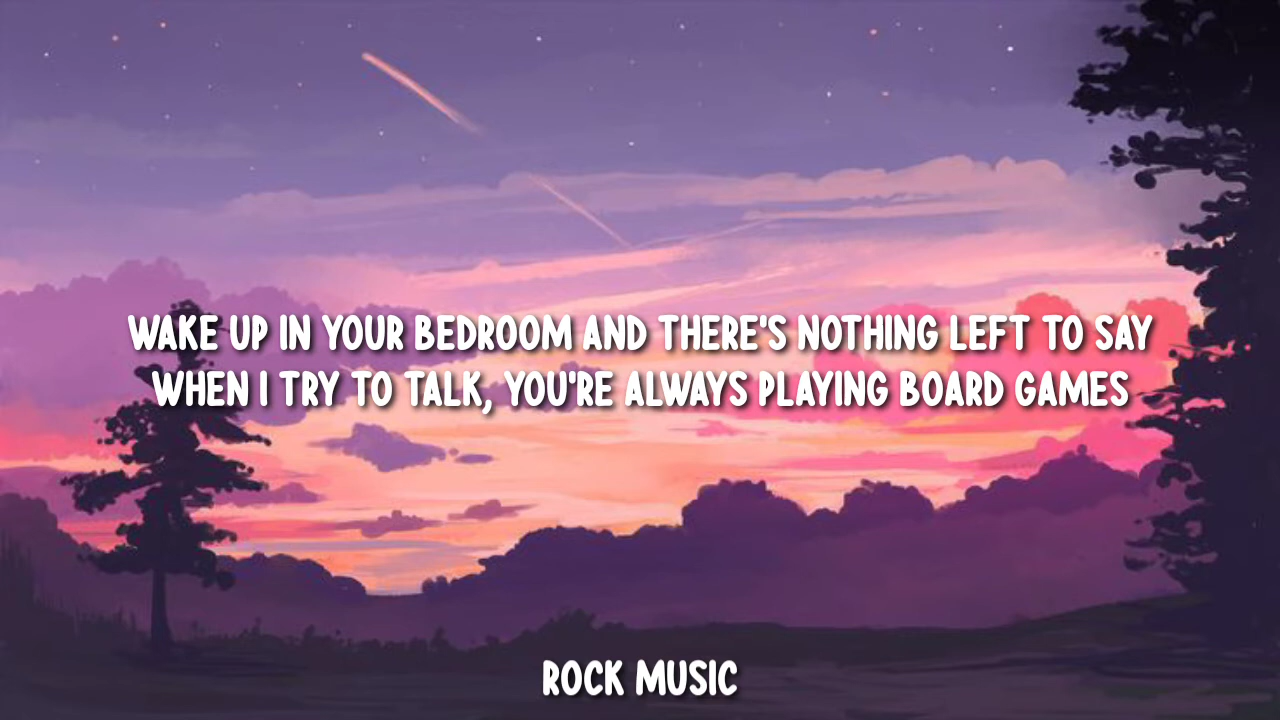 WAKE UP IN YOUR BEDROOM AND THERE'S NOTHING LEFT TO SAY
WHEN I TRY TO TALK, YOU'RE ALWAYS PLAYING BOARD GAMES
ROCK MUSIC